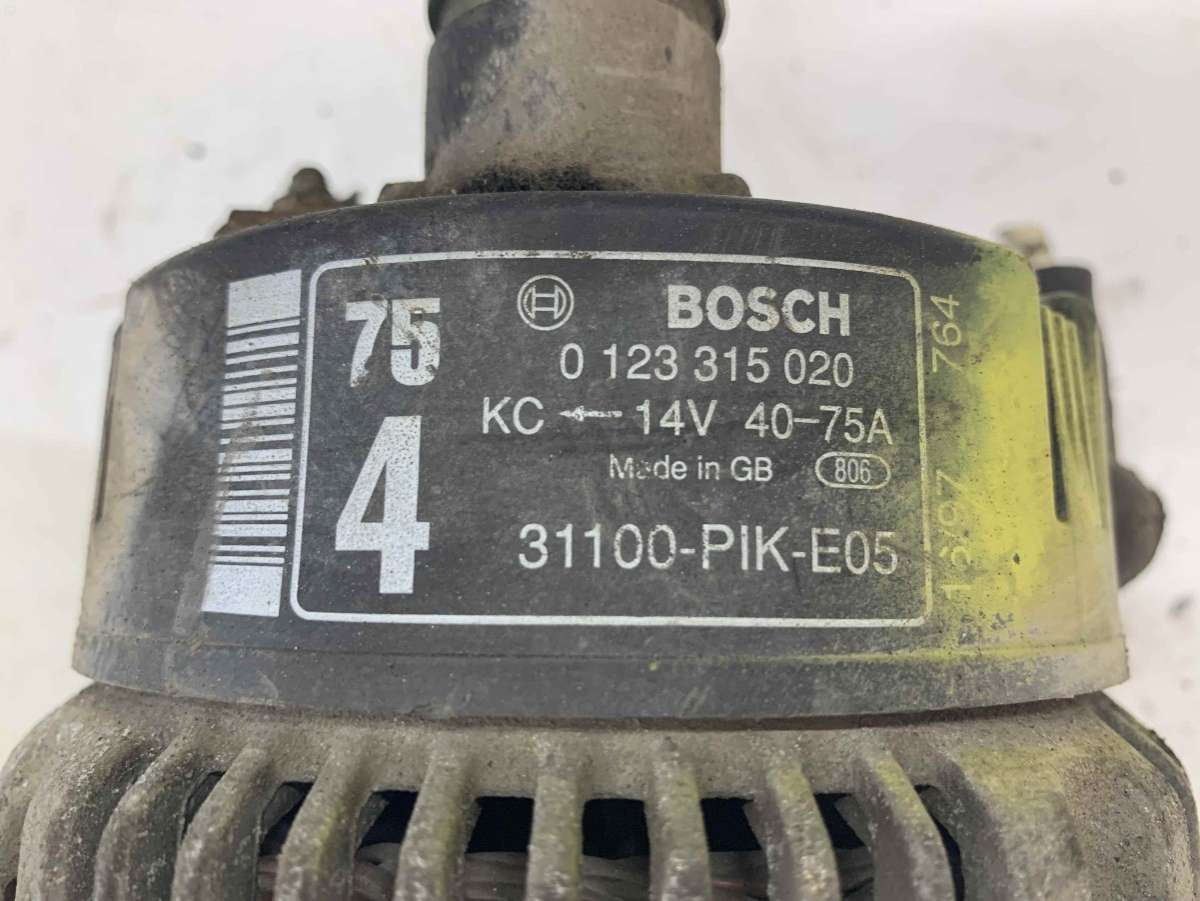 75
4
BOSCH
0 123 315 020
KC ← 14V 40-75A
Made in GB 806
31100-PIK-E05
1397 764